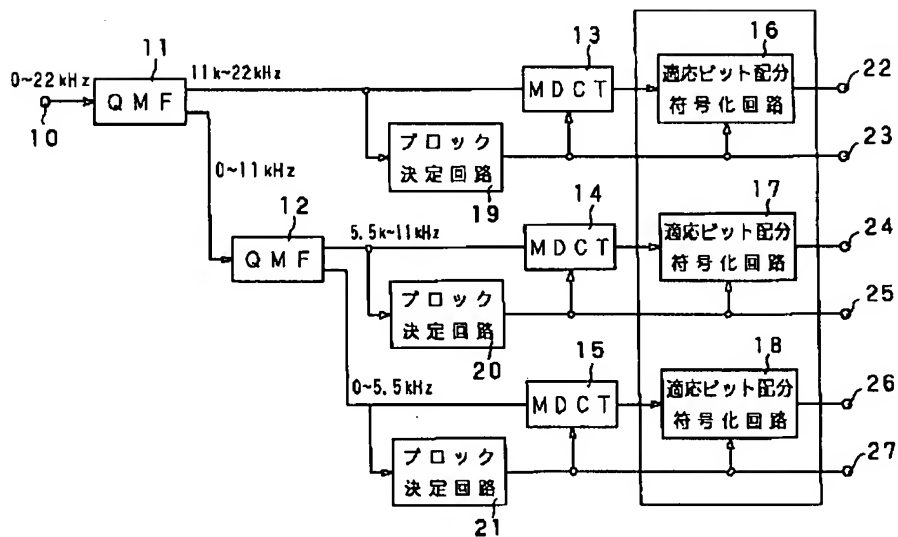 11
13
16
22
0~22kHz
11k~22kHz
QMF
MDCT
適応ビット配分
符号化回路
10
23
ブロック
決定回路
0~11kHz
19
14
17
12
24
5.5k~11kHz
QMF
MDCT
適応ビット配分
符号化回路
25
ブロック
決定回路
20
15
18
26
0~5.5kHz
MDCT
適応ビット配分
符号化回路
27
ブロック
決定回路
21